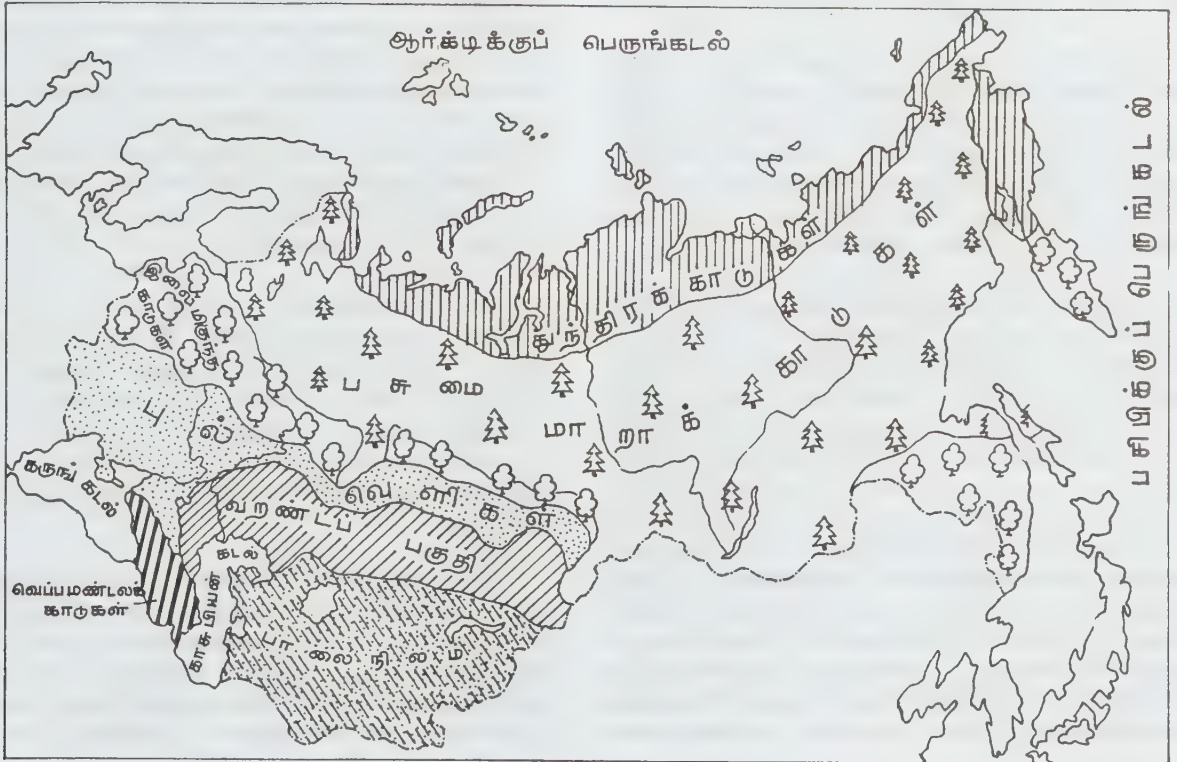 ஆர்க்டிக்குப் பெருங்கடல்
பசிபிக்குப் பெருங்கடல்
துந்திரக்காடுகள்
இலைமிகுந்த
காடுகள்
பசுமை
மாறாக்
காடுகள்
புல்
வெளிகள்
கருங்
கடல்
வறண்டப்
பகுதி
கடல்
காசுபியன்
வெப்பமண்டலக்
காடுகள்
பாலைநிலம்